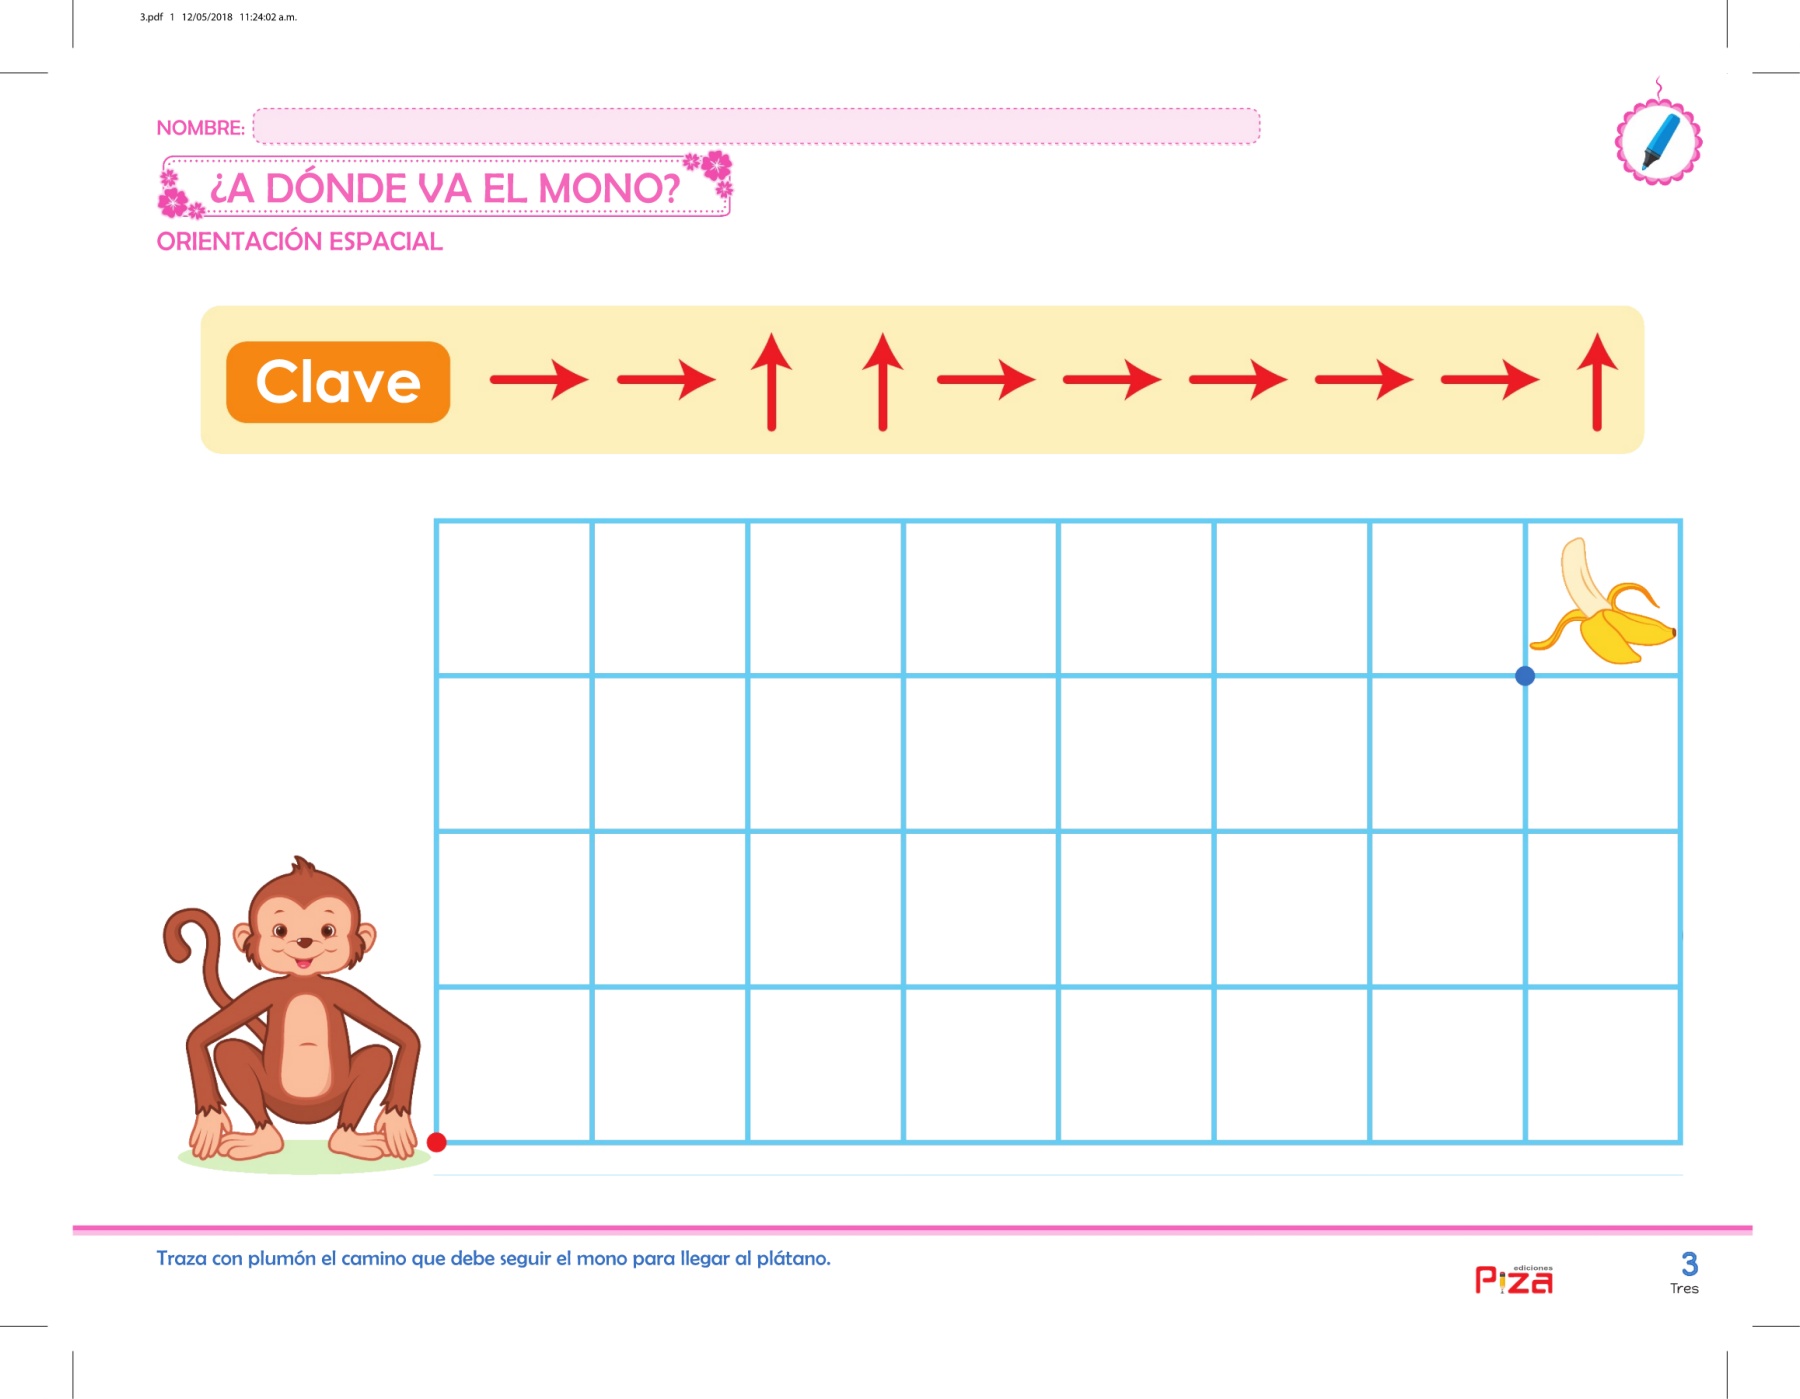 3.pdf 1 12/05/2018 11:24:02 a.m.
NOMBRE:
¿A DÓNDE VA EL MONO?
ORIENTACIÓN ESPACIAL
Clave
Traza con plumón el camino que debe seguir el mono para llegar al plátano.
ediciones
Piza
3
Tres